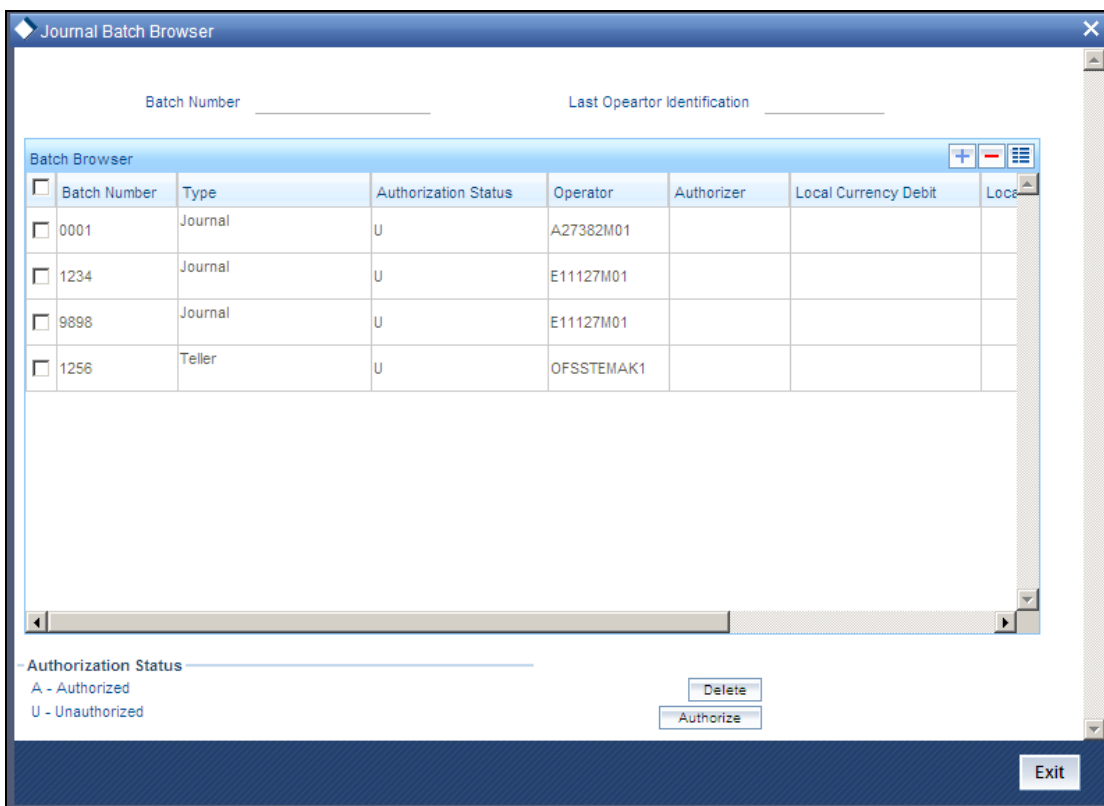 Journal Batch Browser
Batch Number
Last Opeartor Identification
Batch Browser
Batch Number Type Authorization Status Operator Authorizer Local Currency Debit Loca
0001 Journal U A27382M01
1234 Journal U E11127M01
9898 Journal U E11127M01
1256 Teller U OFSSTEMAK1
Authorization Status
A - Authorized
U - Unauthorized
Delete
Authorize
Exit